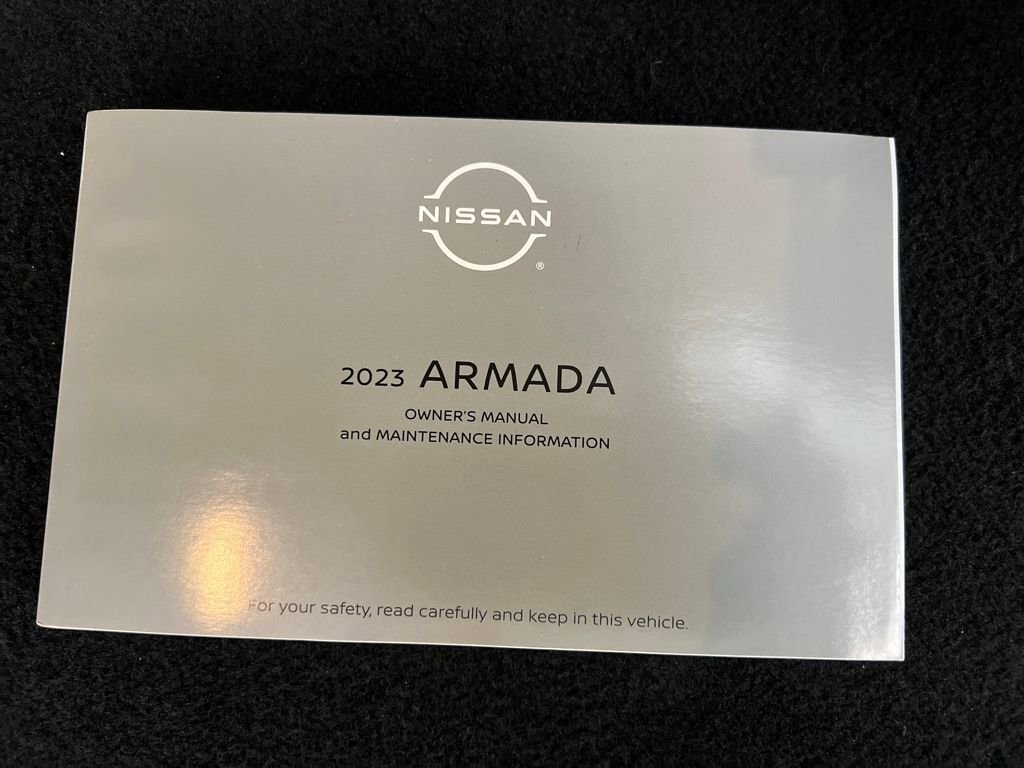 NISSAN
®
2023 ARMADA
OWNER'S MANUAL
and MAINTENANCE INFORMATION
For your safety, read carefully and keep in this vehicle.